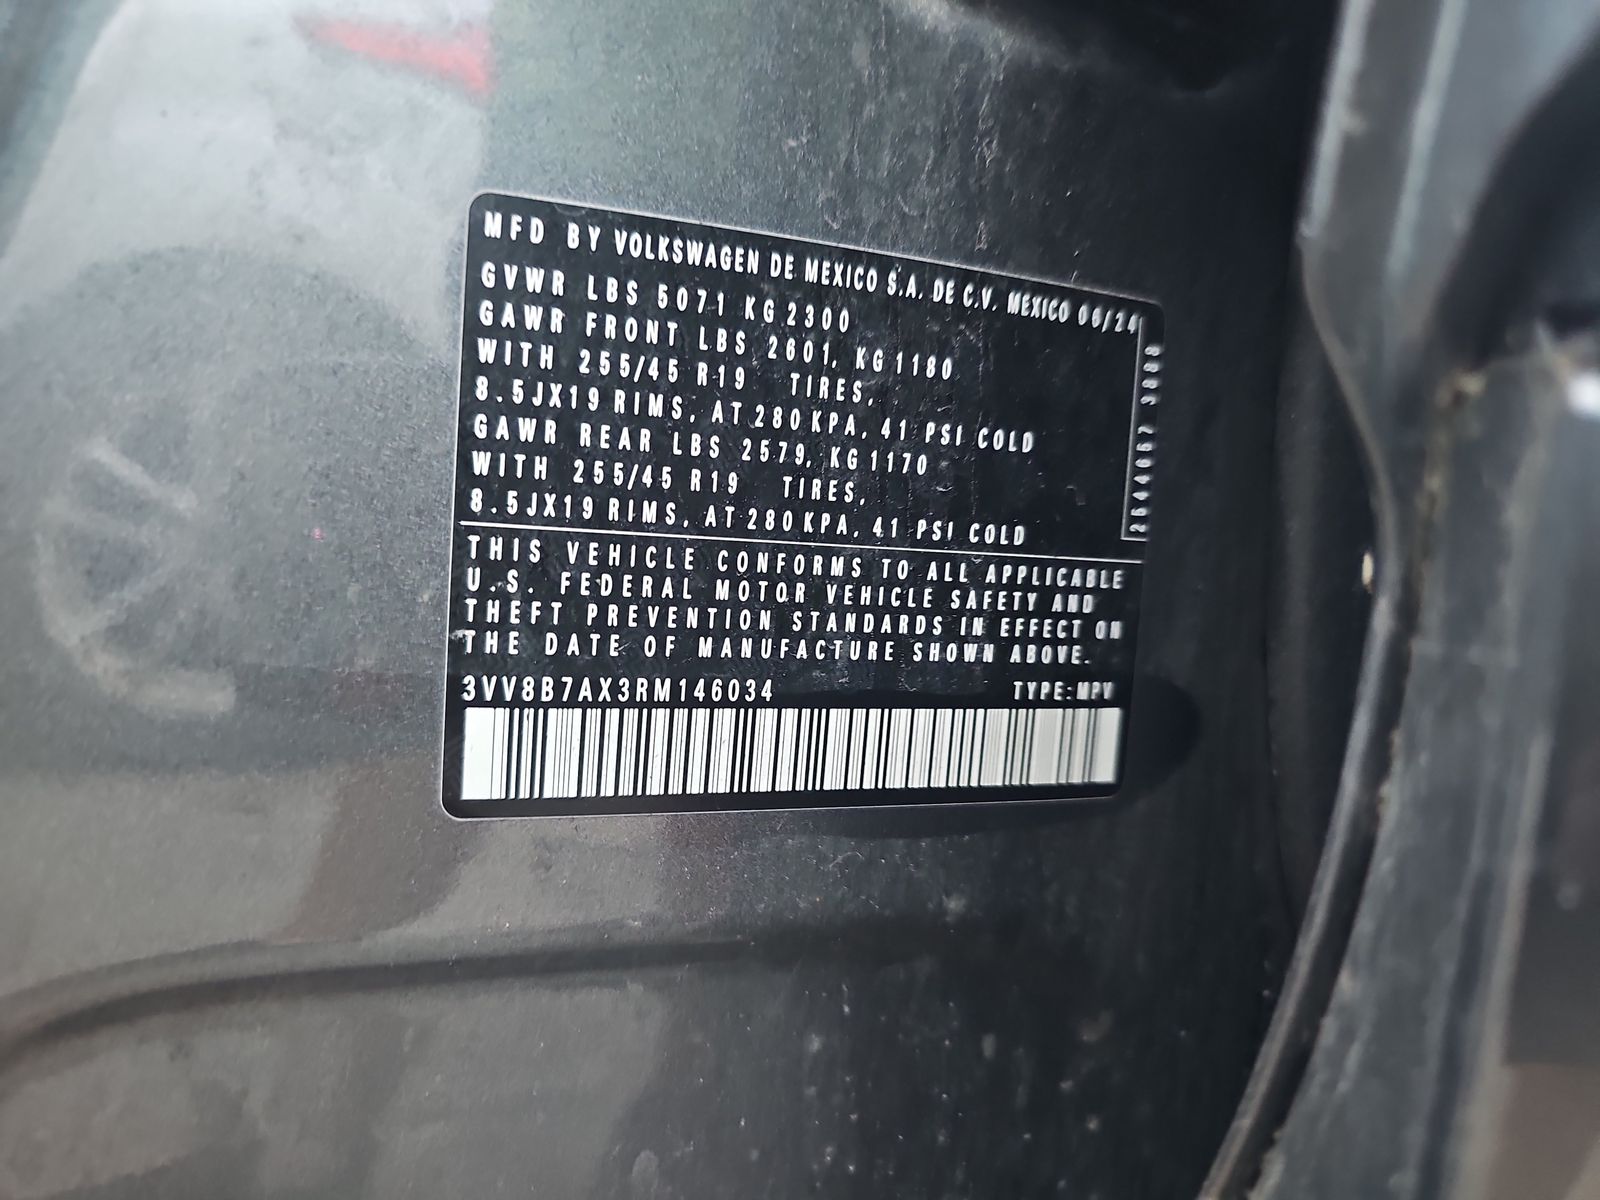 MFD BY VOLKSWAGEN DE MEXICO S.A. DE C.V. MEXICO 06/24
GVWR LBS 5071 KG 2300
GAWR FRONT LBS 2601, KG 1180
WITH 255/45 R19 TIRES,
8.5JX19 RIMS, AT 280 KPA, 41 PSI COLD
GAWR REAR LBS 2579, KG 1170
WITH 255/45 R19 TIRES,
8.5JX19 RIMS, AT 280 KPA, 41 PSI COLD
THIS VEHICLE CONFORMS TO ALL APPLICABLE
U.S. FEDERAL MOTOR VEHICLE SAFETY AND
THEFT PREVENTION STANDARDS IN EFFECT ON
THE DATE OF MANUFACTURE SHOWN ABOVE.
3VV8B7AX3RM146034 TYPE:MPV